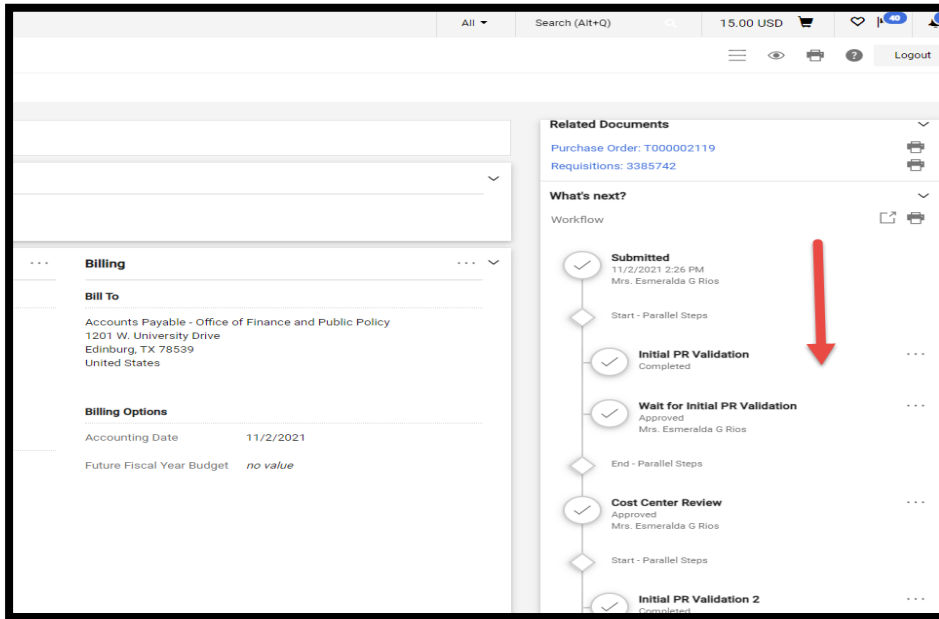 All
Search (Alt+Q)
15.00 USD
40
Logout
Related Documents
Purchase Order: T000002119
Requisitions: 3385742
What's next?
Workflow
Billing
Bill To
Accounts Payable - Office of Finance and Public Policy
1201 W. University Drive
Edinburg, TX 78539
United States
Billing Options
Accounting Date 11/2/2021
Future Fiscal Year Budget no value
Submitted
11/2/2021 2:26 PM
Mrs. Esmeralda G Rios
Start - Parallel Steps
Initial PR Validation
Completed
Wait for Initial PR Validation
Approved
Mrs. Esmeralda G Rios
End - Parallel Steps
Cost Center Review
Approved
Mrs. Esmeralda G Rios
Start - Parallel Steps
Initial PR Validation 2
Completed